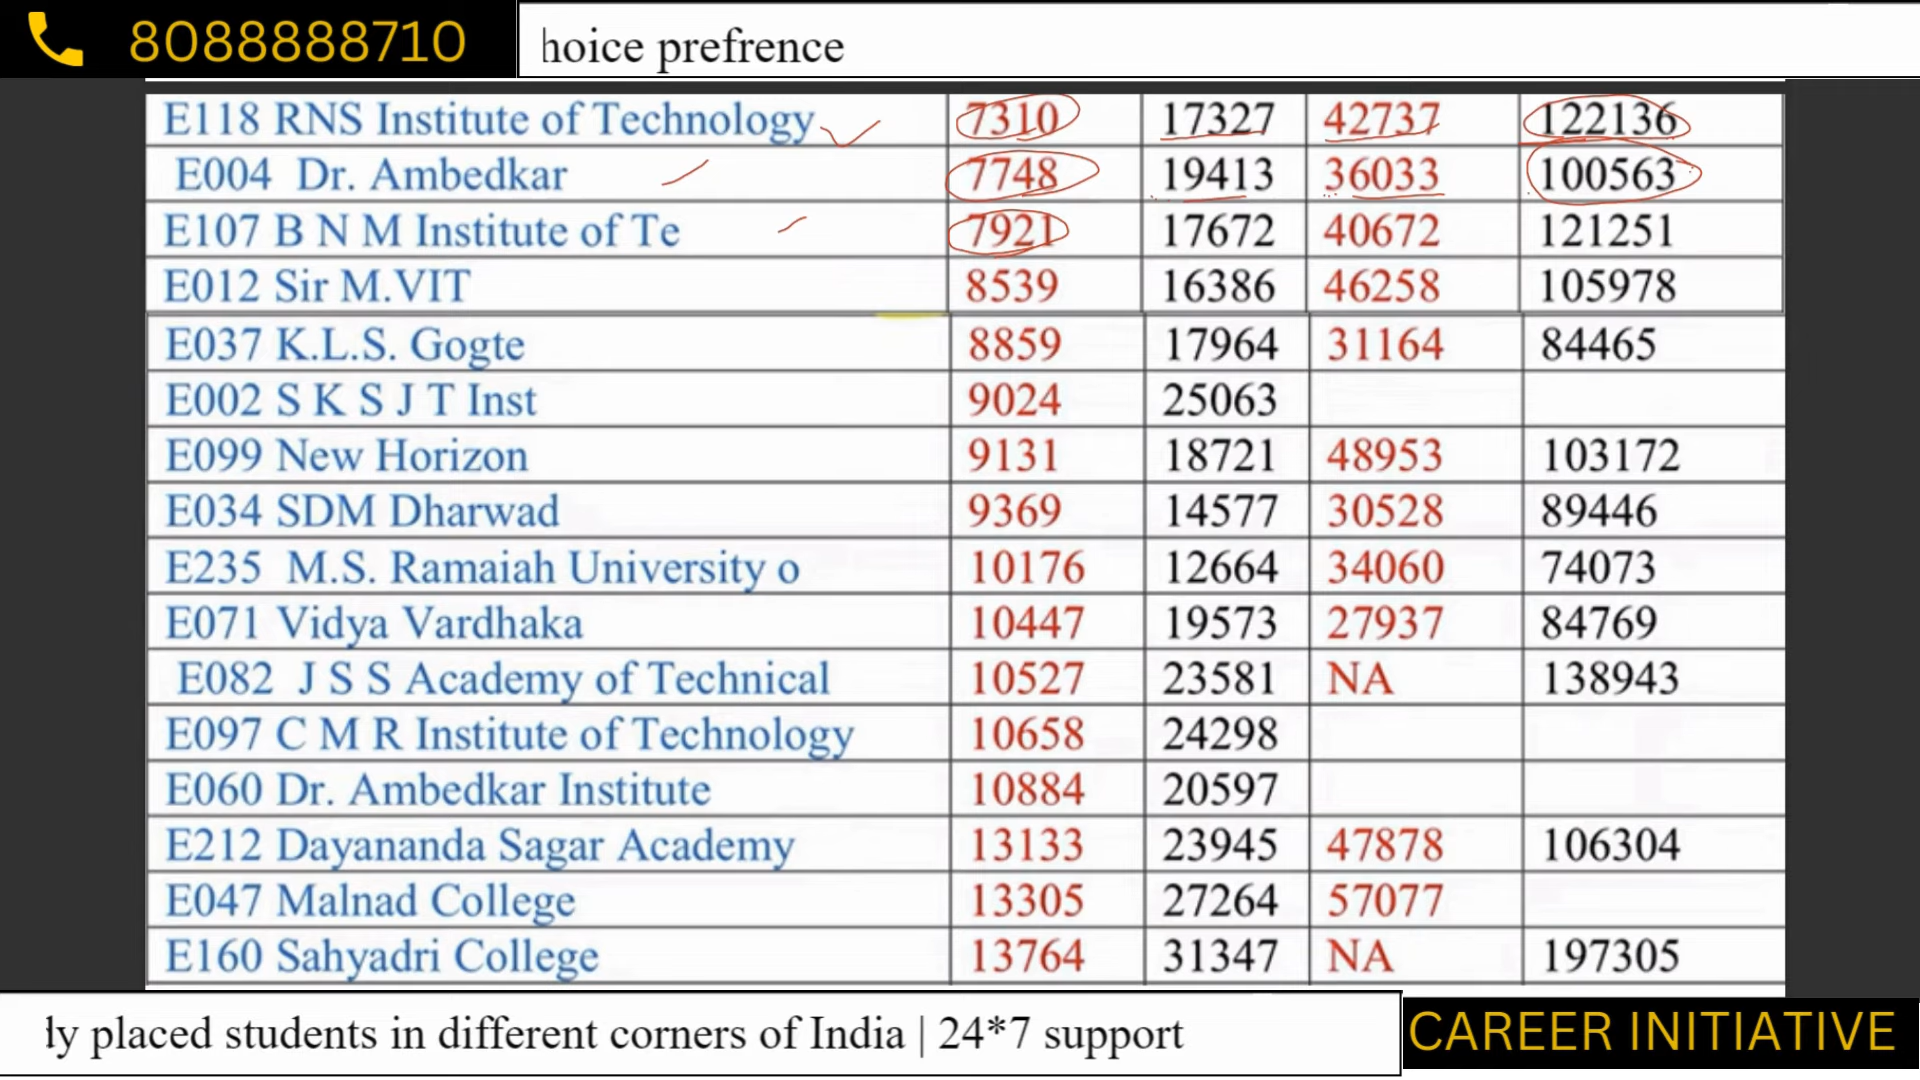 8088888710
hoice prefrence
E118 RNS Institute of Technology 7310 17327 42737 122136
E004 Dr. Ambedkar 7748 19413 36033 100563
E107 B N M Institute of Te 7921 17672 40672 121251
E012 Sir M.VIT 8539 16386 46258 105978
E037 K.L.S. Gogte 8859 17964 31164 84465
E002 S K S J T Inst 9024 25063
E099 New Horizon 9131 18721 48953 103172
E034 SDM Dharwad 9369 14577 30528 89446
E235 M.S. Ramaiah University o 10176 12664 34060 74073
E071 Vidya Vardhaka 10447 19573 27937 84769
E082 J S S Academy of Technical 10527 23581 NA 138943
E097 C M R Institute of Technology 10658 24298
E060 Dr. Ambedkar Institute 10884 20597
E212 Dayananda Sagar Academy 13133 23945 47878 106304
E047 Malnad College 13305 27264 57077
E160 Sahyadri College 13764 31347 NA 197305
ly placed students in different corners of India | 24*7 support
CAREER INITIATIVE